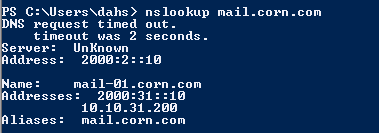 PS C:\Users\dahs> nslookup mail.corn.com
DNS request timed out.
    timeout was 2 seconds.
Server:  UnKnown
Address:  2000:2::10

Name:    mail-01.corn.com
Addresses:  2000:31::10
          10.10.31.200
Aliases:  mail.corn.com